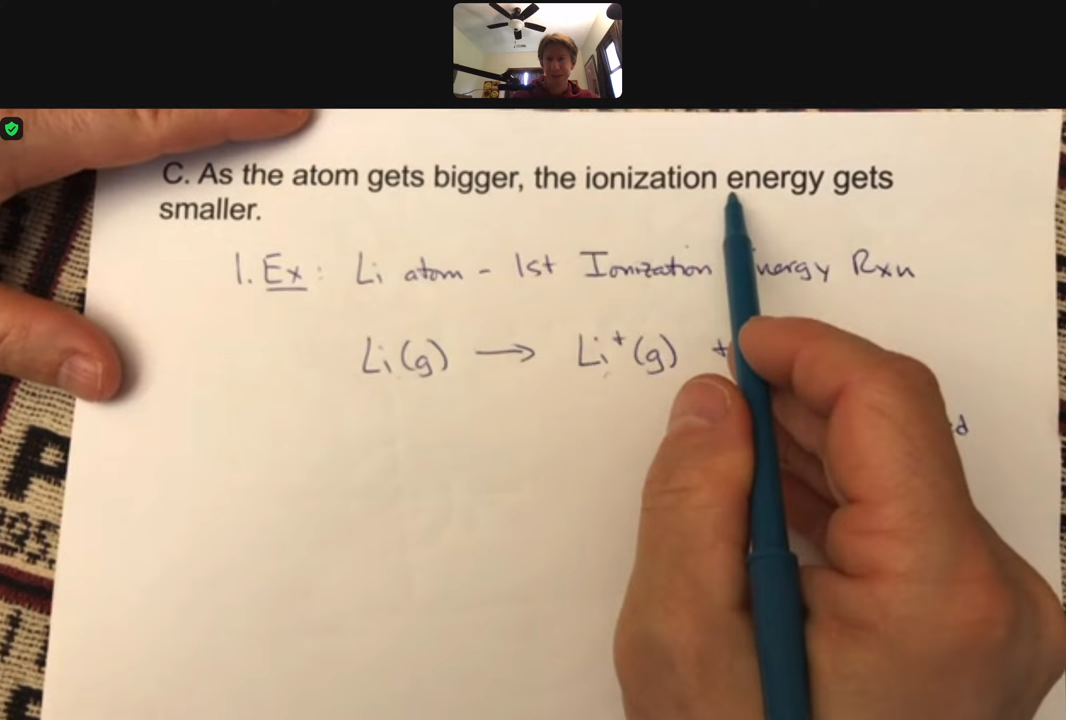 C. As the atom gets bigger, the ionization energy gets
smaller.
1. Ex: Li atom - 1st Ionization nergy Rxn
Li(g) → Li⁺(g) +
d